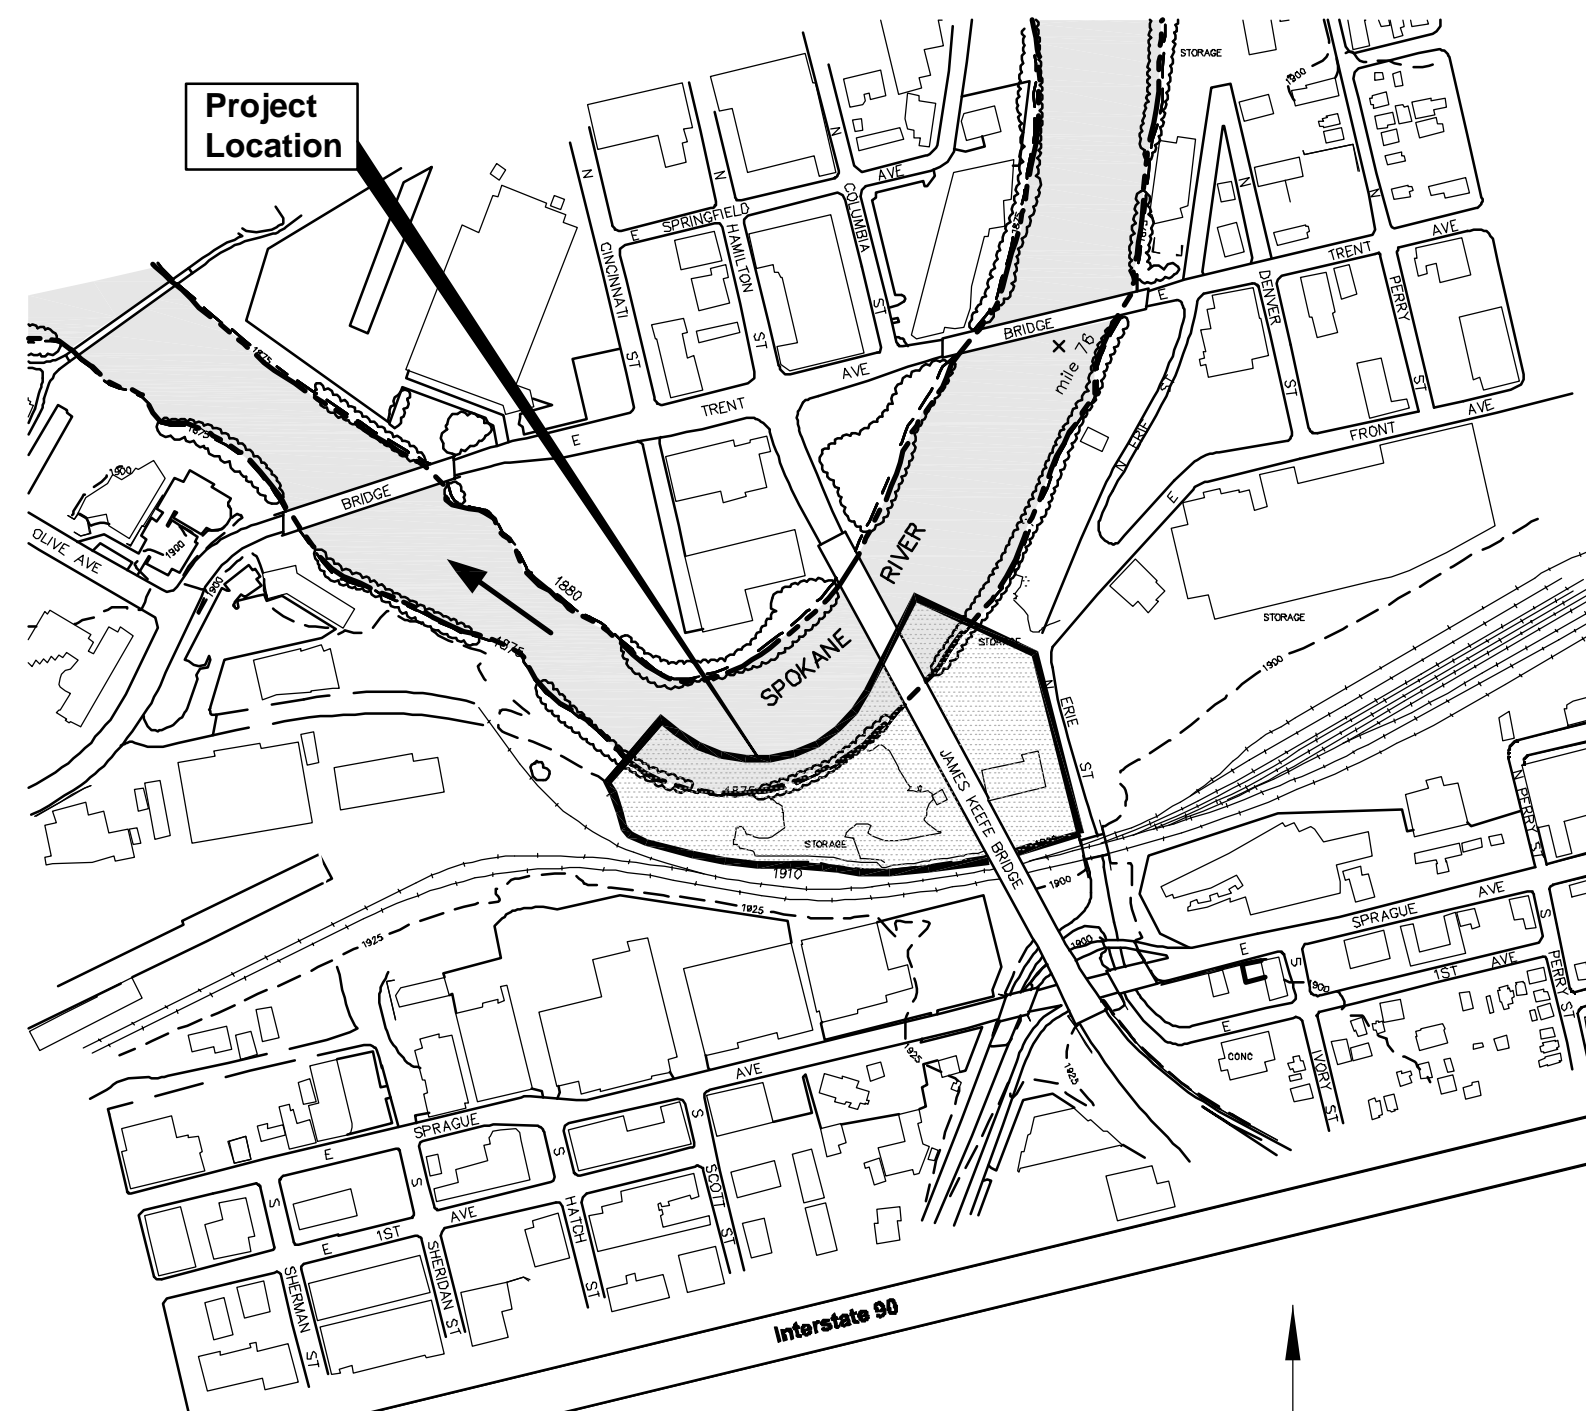 Project
Location
STORAGE
1900
N
N
N
N
N
AVE
COLUMBIA
ST
E SPRINGFIELD
HAMILTON
ST
CINCINNATI
ST
1875
1875
TRENT AVE
E
BRIDGE
DENVER
ST
PERRY
ST
mile 76
1875
AVE
TRENT
E
BRIDGE
N ERIE ST
E
FRONT AVE
1875
1900
1900
1900
OLIVE AVE
1880
1875
SPOKANE RIVER
STORAGE
STORAGE
1900
N ERIE ST
JAMES KEEFE BRIDGE
1875
STORAGE
1910
1900
1925
1925
1900
N PERRY ST
E SPRAGUE AVE
S
1ST AVE
S PERRY ST
1900
E
CONC
IVORY ST
1925
1925
AVE
SPRAGUE
E
S
S
S
S
SCOTT ST
HATCH ST
AVE
1ST
E
SHERIDAN ST
SHERMAN ST
Interstate 90